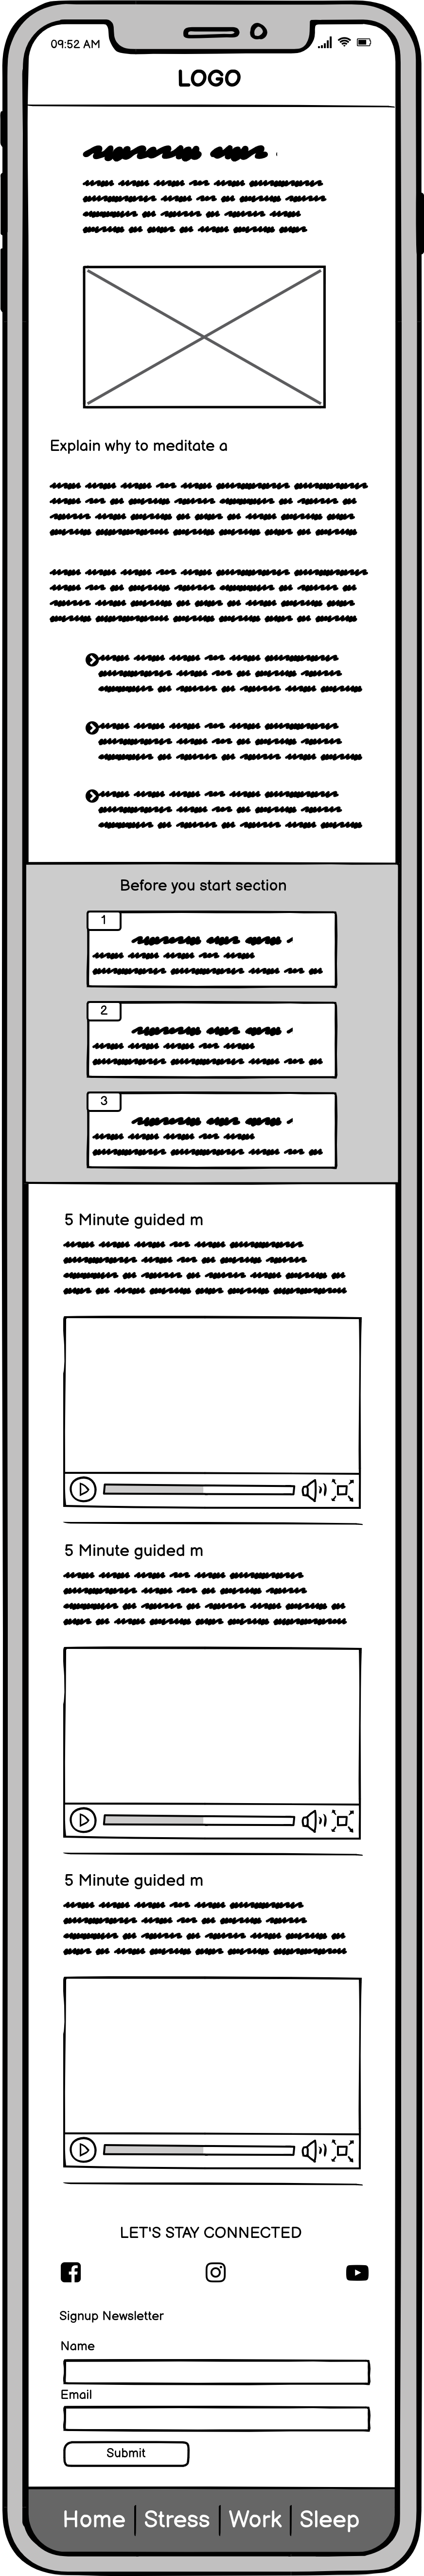 09:52 AM
LOGO
Explain why to meditate a
Before you start section
1
2
3
5 Minute guided m
5 Minute guided m
5 Minute guided m
LET'S STAY CONNECTED
Signup Newsletter
Name
Email
Submit
Home | Stress | Work | Sleep